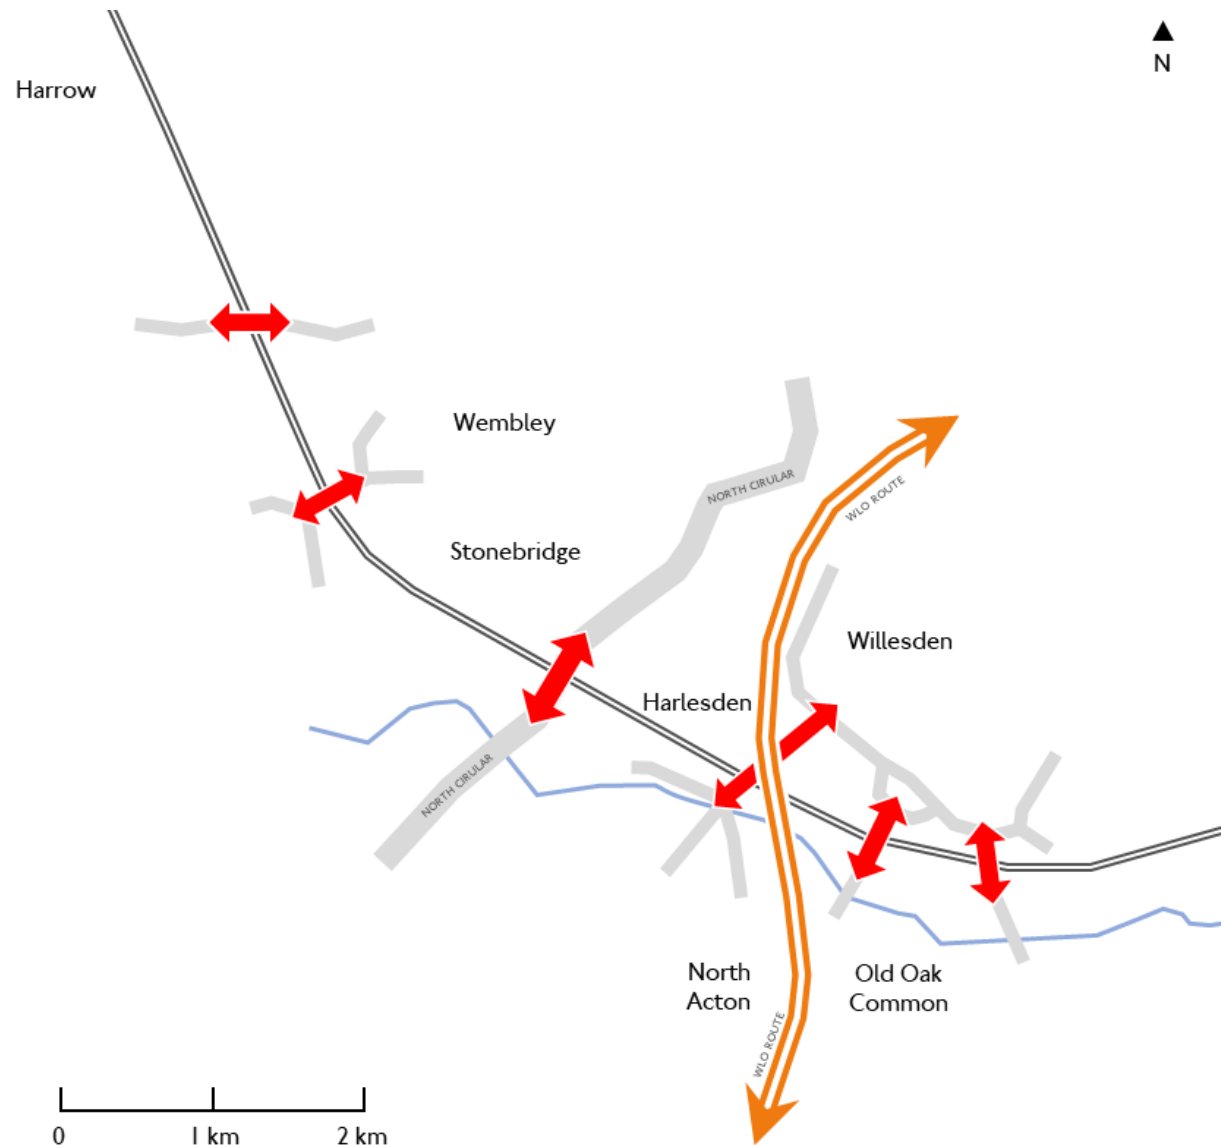 N
Harrow
Wembley
NORTH CIRULAR
WLO ROUTE
Stonebridge
Willesden
Harlesden
NORTH CIRULAR
North
Acton
Old Oak
Common
WLO ROUTE
0
1 km
2 km